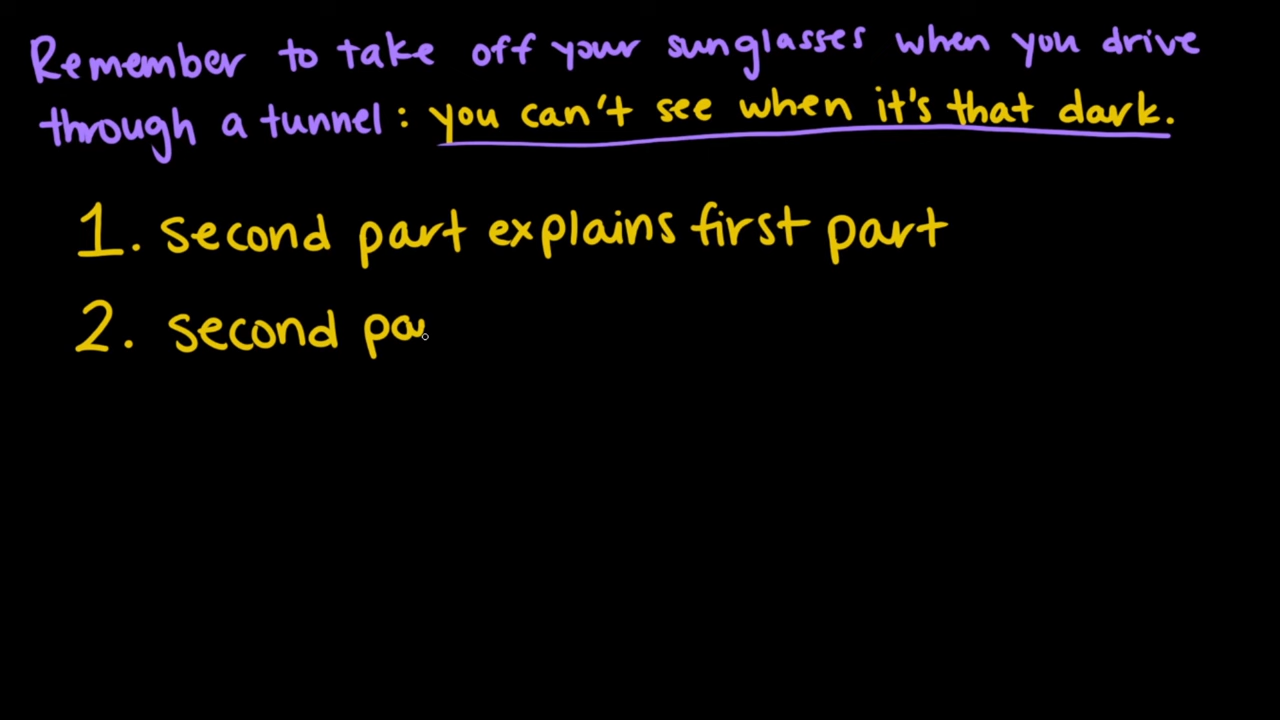 Remember to take off your sunglasses when you drive
through a tunnel: you can't see when it's that dark.
1. second part explains first part
2. second pa